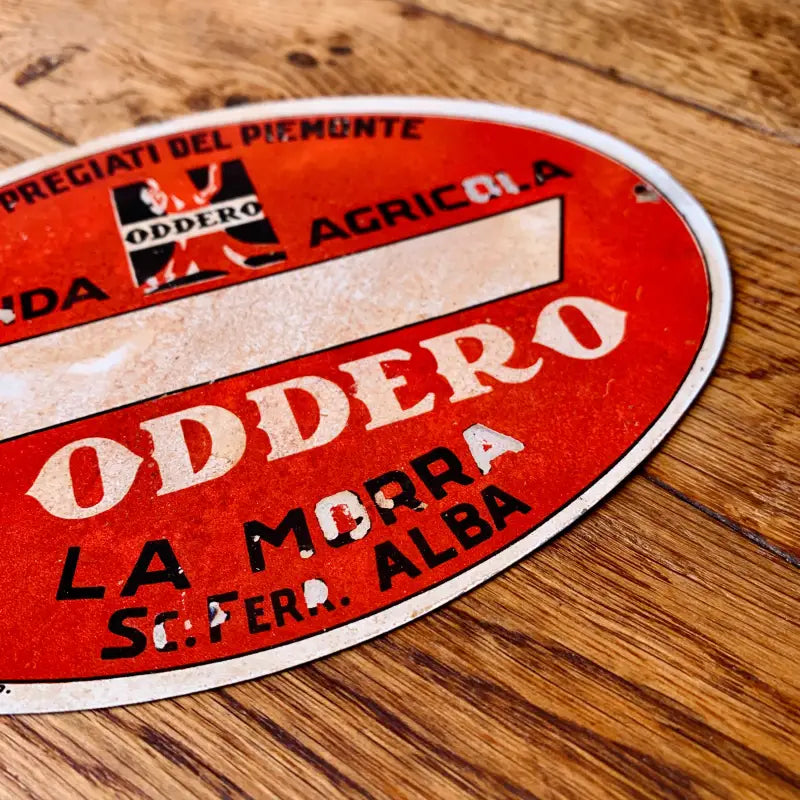 PREGIATI DEL PIEMONTE
ODDERO
NDA AGRICOLA
ODDERO
LA MORRA
SC. FERR. ALBA